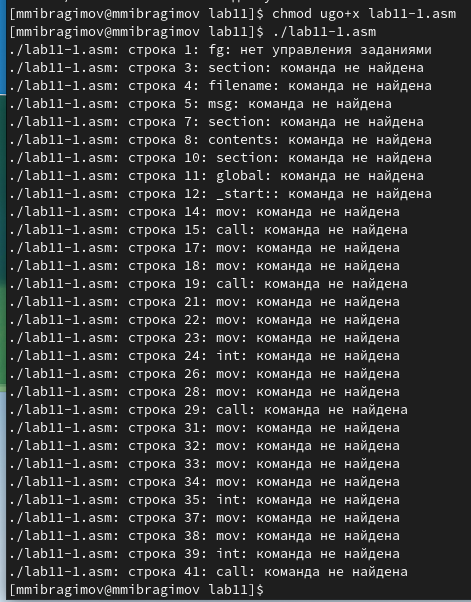 [mmibragimov@mmibragimov lab11]$ chmod ugo+x lab11-1.asm
[mmibragimov@mmibragimov lab11]$ ./lab11-1.asm
./lab11-1.asm: строка 1: fg: нет управления заданиями
./lab11-1.asm: строка 3: section: команда не найдена
./lab11-1.asm: строка 4: filename: команда не найдена
./lab11-1.asm: строка 5: msg: команда не найдена
./lab11-1.asm: строка 7: section: команда не найдена
./lab11-1.asm: строка 8: contents: команда не найдена
./lab11-1.asm: строка 10: section: команда не найдена
./lab11-1.asm: строка 11: global: команда не найдена
./lab11-1.asm: строка 12: _start:: команда не найдена
./lab11-1.asm: строка 14: mov: команда не найдена
./lab11-1.asm: строка 15: call: команда не найдена
./lab11-1.asm: строка 17: mov: команда не найдена
./lab11-1.asm: строка 18: mov: команда не найдена
./lab11-1.asm: строка 19: call: команда не найдена
./lab11-1.asm: строка 21: mov: команда не найдена
./lab11-1.asm: строка 22: mov: команда не найдена
./lab11-1.asm: строка 23: mov: команда не найдена
./lab11-1.asm: строка 24: int: команда не найдена
./lab11-1.asm: строка 26: mov: команда не найдена
./lab11-1.asm: строка 28: mov: команда не найдена
./lab11-1.asm: строка 29: call: команда не найдена
./lab11-1.asm: строка 31: mov: команда не найдена
./lab11-1.asm: строка 32: mov: команда не найдена
./lab11-1.asm: строка 33: mov: команда не найдена
./lab11-1.asm: строка 34: mov: команда не найдена
./lab11-1.asm: строка 35: int: команда не найдена
./lab11-1.asm: строка 37: mov: команда не найдена
./lab11-1.asm: строка 38: mov: команда не найдена
./lab11-1.asm: строка 39: int: команда не найдена
./lab11-1.asm: строка 41: call: команда не найдена
[mmibragimov@mmibragimov lab11]$